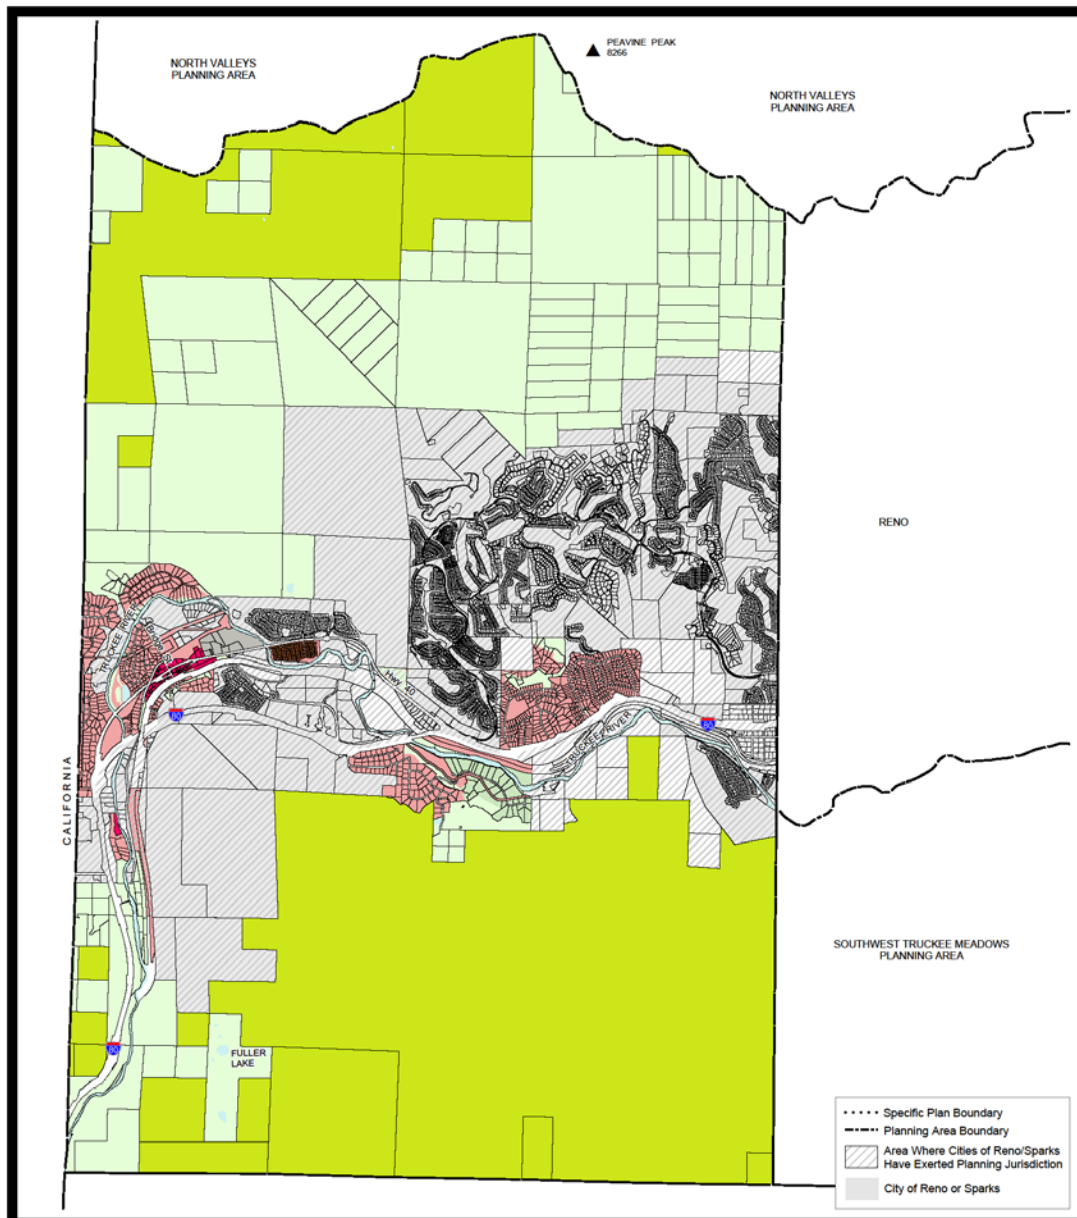 PEAVINE PEAK
8266
NORTH VALLEYS
PLANNING AREA
NORTH VALLEYS
PLANNING AREA
RENO
TRUCKEE RIVER
Hwy 40
80
80
TRUCKEE RIVER
CALIFORNIA
SOUTHWEST TRUCKEE MEADOWS
PLANNING AREA
80
FULLER
LAKE
Specific Plan Boundary
Planning Area Boundary
Area Where Cities of Reno/Sparks
Have Exerted Planning Jurisdiction
City of Reno or Sparks